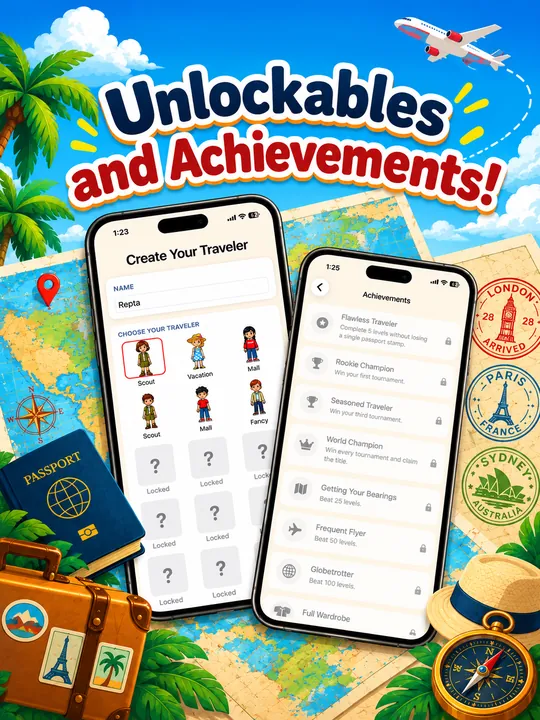 Unlockables
and Achievements!
1:23
Create Your Traveler
NAME
Repta
CHOOSE YOUR TRAVELER
Scout
Vacation
Mall
Scout
Mall
Fancy
?
?
?
Locked
Locked
Locked
?
?
?
Locked
Locked
?
?
?
Locked
Locked
1:25
Achievements
Flawless Traveler
Complete 5 levels without losing
a single passport stamp.
Rookie Champion
Win your first tournament.
Seasoned Traveler
Win your third tournament.
World Champion
Win every tournament and claim
the title.
Getting Your Bearings
Beat 25 levels.
Frequent Flyer
Beat 50 levels.
Globetrotter
Beat 100 levels.
Full Wardrobe
LONDON
28 28
ARRIVED
PARIS
FRANCE
SYDNEY
AUSTRALIA
N
W E
S
PASSPORT
N
E
S
W